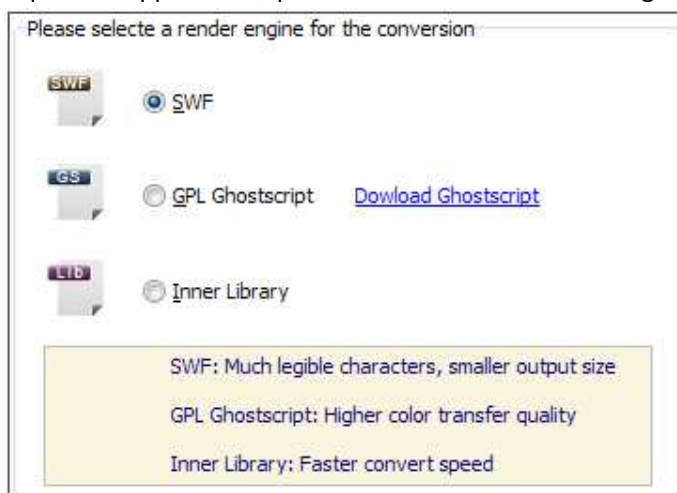 Please selecte a render engine for the conversion
SWF
SWF
GS
GPL Ghostscript Dowload Ghostscript
Lib
Inner Library
SWF: Much legible characters, smaller output size
GPL Ghostscript: Higher color transfer quality
Inner Library: Faster convert speed